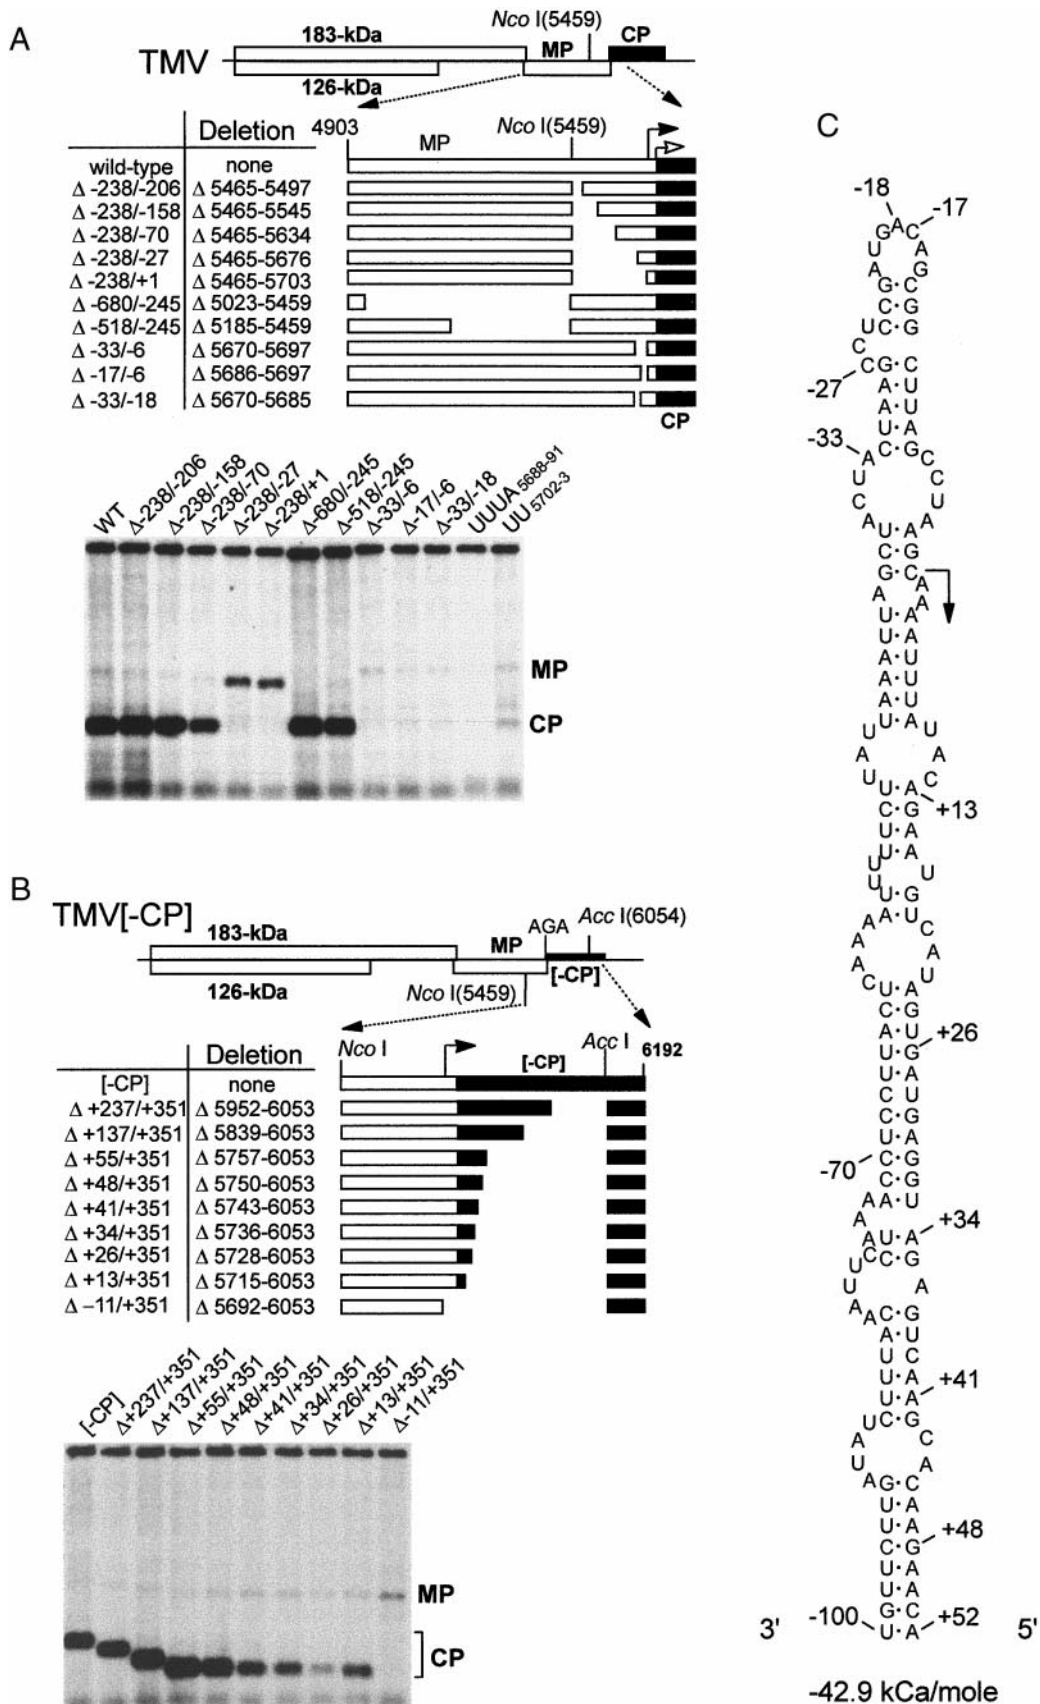 A
TMV
183-kDa
126-kDa
Nco I(5459)
MP
CP
Deletion
4903
MP
Nco I(5459)
wild-type none
Δ -238/-206 Δ 5465-5497
Δ -238/-158 Δ 5465-5545
Δ -238/-70 Δ 5465-5634
Δ -238/-27 Δ 5465-5676
Δ -238/+1 Δ 5465-5703
Δ -680/-245 Δ 5023-5459
Δ -518/-245 Δ 5185-5459
Δ -33/-6 Δ 5670-5697
Δ -17/-6 Δ 5686-5697
Δ -33/-18 Δ 5670-5685
CP
WT
Δ-238/-206
Δ-238/-158
Δ-238/-70
Δ-238/-27
Δ-238/+1
Δ-680/-245
Δ-518/-245
Δ-33/-6
Δ-17/-6
Δ-33/-18
UUUA 5688-91
UU 5702-3
MP
CP
B
TMV[-CP]
183-kDa
126-kDa
MP
AGA
Acc I(6054)
[-CP]
Nco I(5459)
Deletion
Nco I
[-CP]
Acc I
6192
[-CP] none
Δ +237/+351 Δ 5952-6053
Δ +137/+351 Δ 5839-6053
Δ +55/+351 Δ 5757-6053
Δ +48/+351 Δ 5750-6053
Δ +41/+351 Δ 5743-6053
Δ +34/+351 Δ 5736-6053
Δ +26/+351 Δ 5728-6053
Δ +13/+351 Δ 5715-6053
Δ −11/+351 Δ 5692-6053
[-CP]
Δ+237/+351
Δ+137/+351
Δ+55/+351
Δ+48/+351
Δ+41/+351
Δ+34/+351
Δ+26/+351
Δ+13/+351
Δ-11/+351
MP
CP
C
-18
-17
G A C
U A
A G
G·C
C·G
C·G
U
C
C
-27
G·C
A·U
A·U
U·A
C·G
-33
A
U
C
A
C
C
U
A
U·A
C·G
G·C
A
A
A
A
U·A
U·A
A·U
A·U
A·U
U·A
U
A
U
U
A
C
U·A
C·G
+13
U·A
U·A
U
U
U
U
A·U
G
A
A
A
C
C
A
U
U·A
C·G
A·U
U·G
+26
U·A
C·U
C·G
U·A
C·G
-70
C·G
A·U
A
A
A
U·A
+34
C·G
C
U
U
A
A
A
C·G
A·U
U·C
U·A
U·A
+41
C·G
U
A
U
A
C
A
G·C
U·A
U·A
C·G
+48
U·A
U·A
G·C
-100
U·A
+52
3'
5'
-42.9 kCa/mole